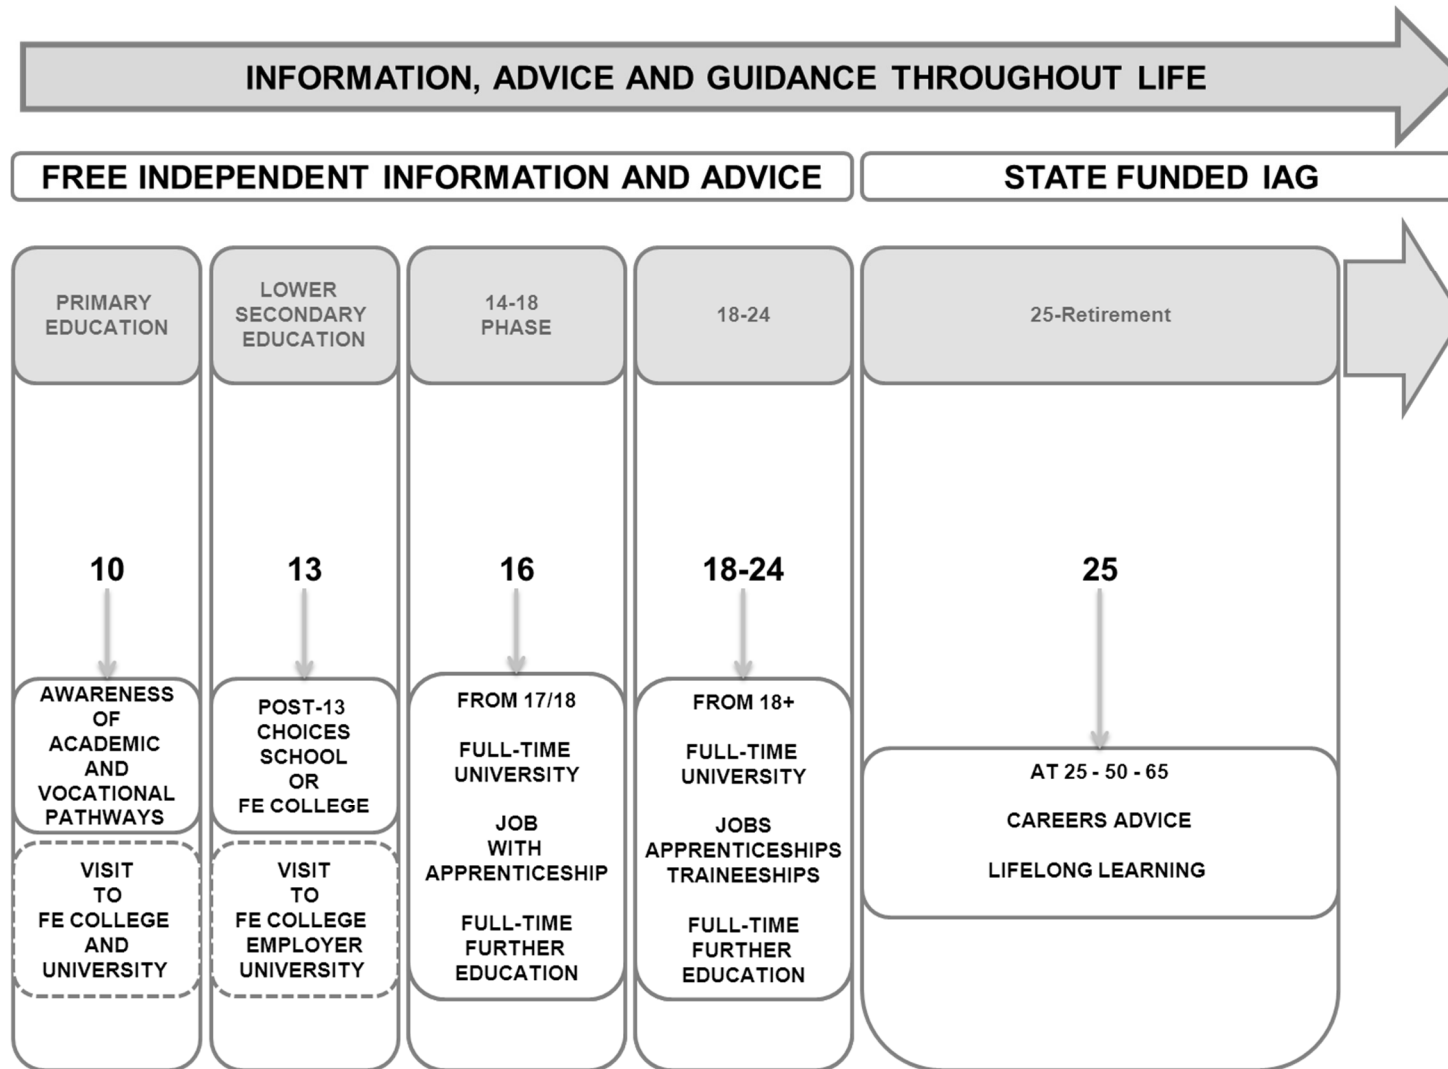 INFORMATION, ADVICE AND GUIDANCE THROUGHOUT LIFE
FREE INDEPENDENT INFORMATION AND ADVICE
STATE FUNDED IAG
PRIMARY
EDUCATION
LOWER
SECONDARY
EDUCATION
14-18
PHASE
18-24
25-Retirement
10
13
16
18-24
25
AWARENESS
OF
ACADEMIC
AND
VOCATIONAL
PATHWAYS
VISIT
TO
FE COLLEGE
AND
UNIVERSITY
POST-13
CHOICES
SCHOOL
OR
FE COLLEGE
VISIT
TO
FE COLLEGE
EMPLOYER
UNIVERSITY
FROM 17/18
FULL-TIME
UNIVERSITY
JOB
WITH
APPRENTICESHIP
FULL-TIME
FURTHER
EDUCATION
FROM 18+
FULL-TIME
UNIVERSITY
JOBS
APPRENTICESHIPS
TRAINEESHIPS
FULL-TIME
FURTHER
EDUCATION
AT 25 - 50 - 65
CAREERS ADVICE
LIFELONG LEARNING